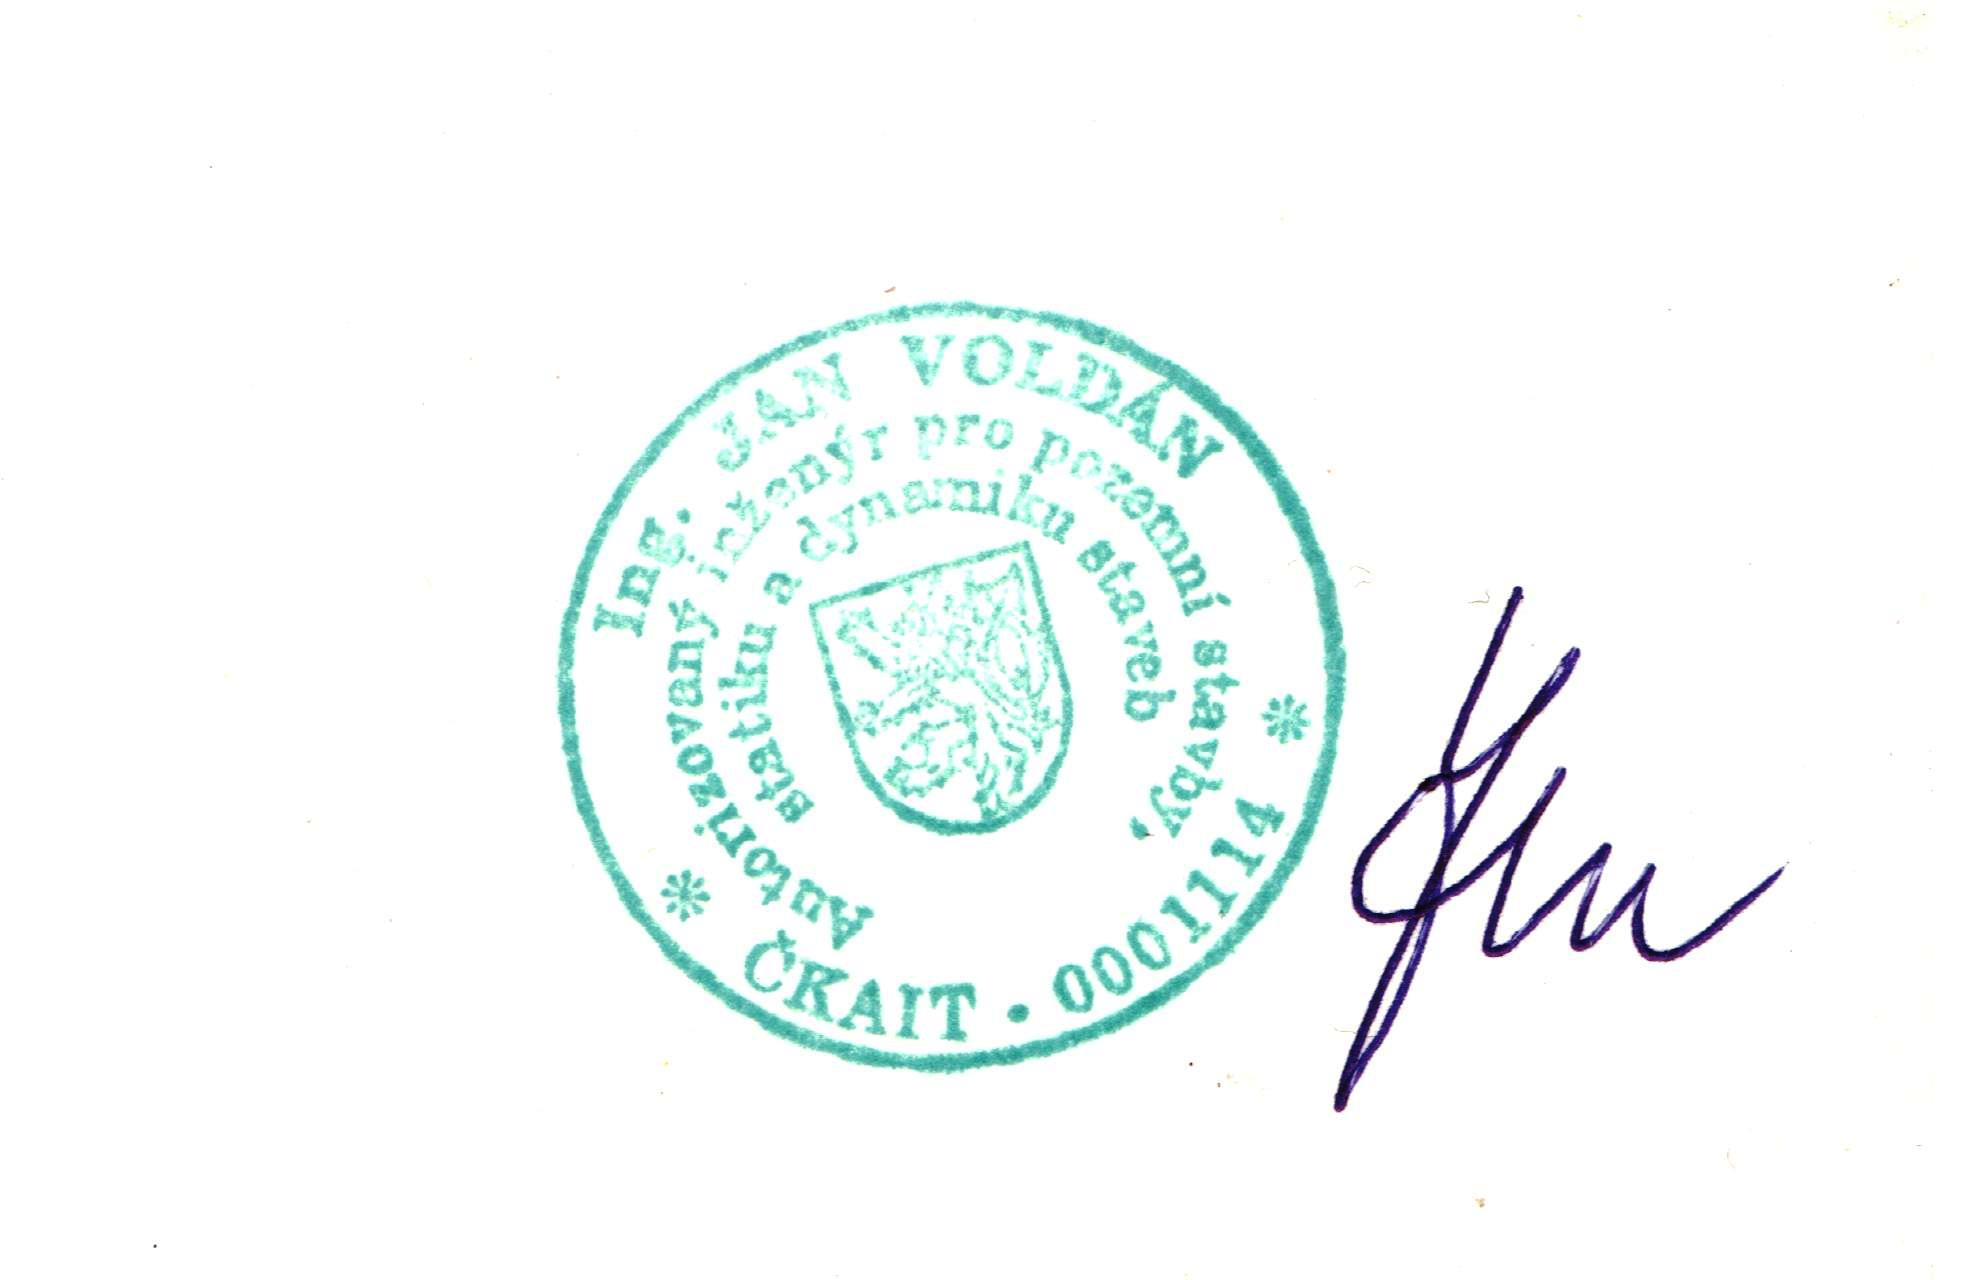 Ing. JAN VOLDÁN
Autorizovaný inženýr pro pozemní stavby,
statiku a dynamiku staveb
* ČKAIT • 0001114 *